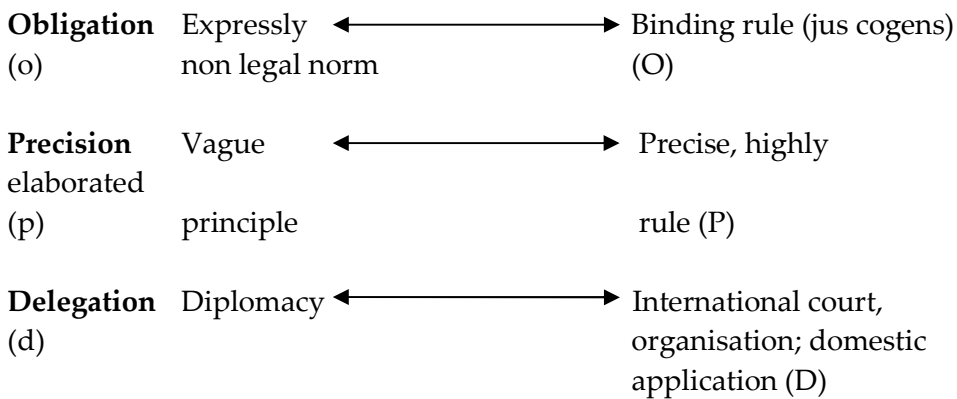 Obligation Expressly Binding rule (jus cogens)
(o) non legal norm (O)
Precision Vague Precise, highly
elaborated
(p) principle rule (P)
Delegation Diplomacy International court,
(d) organisation; domestic
application (D)